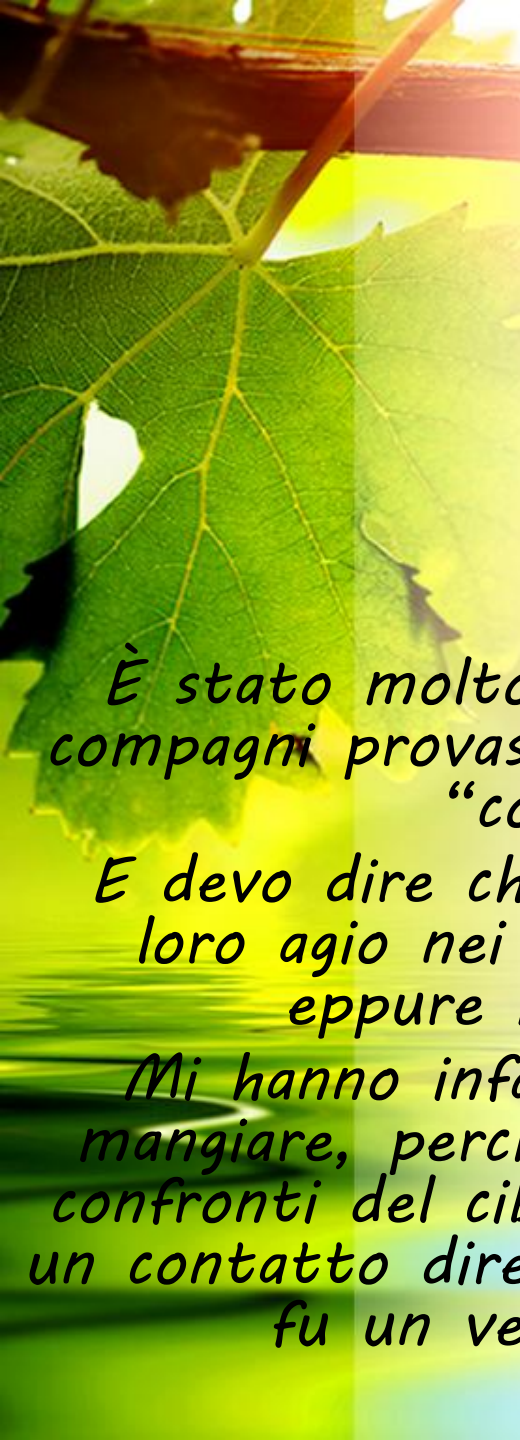 È stato molto
compagni provas
“co
E devo dire ch
loro agio nei
eppure
Mi hanno info
mangiare, perch
confronti del cib
un contatto dire
fu un ve